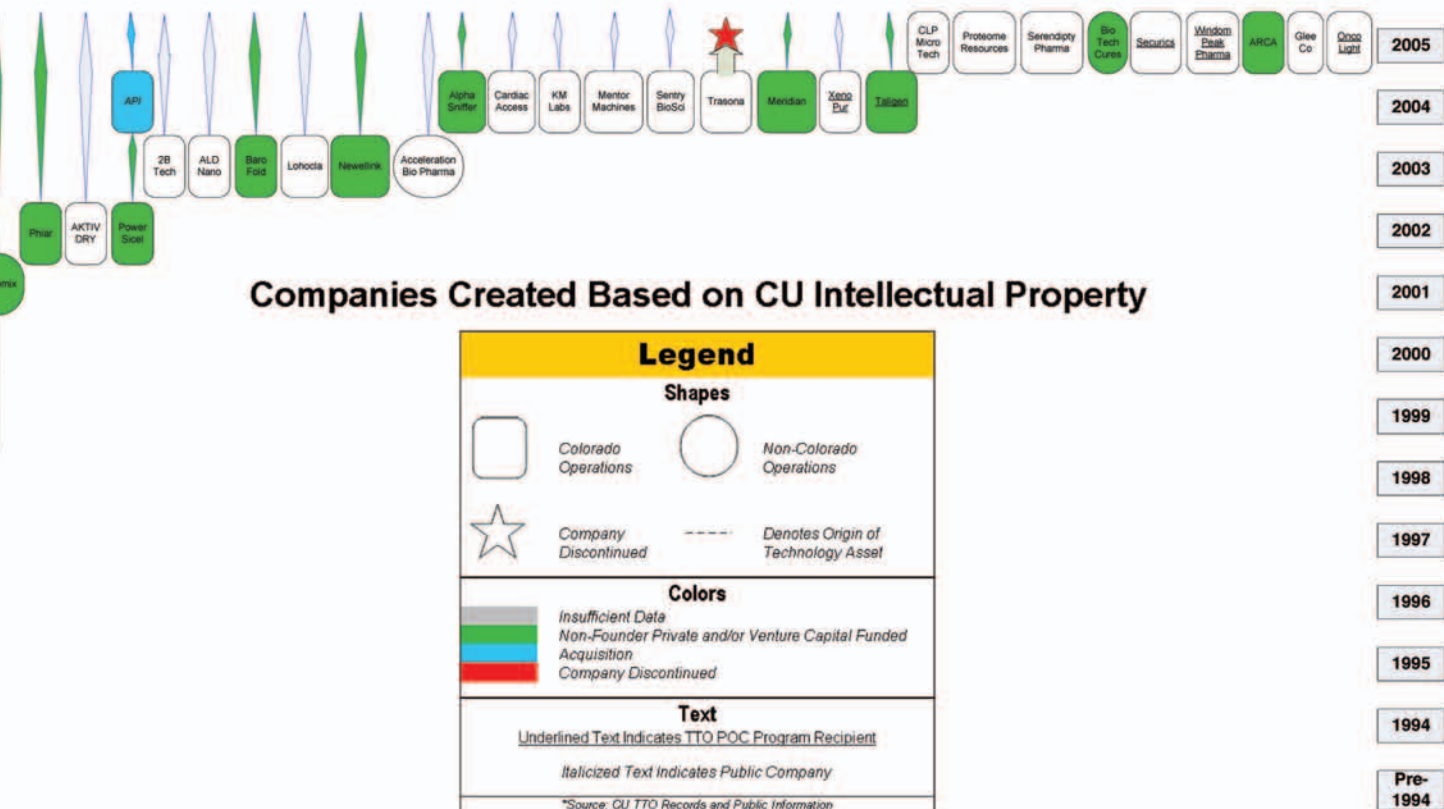 CLP
Micro
Tech
Proteome
Resources
Serendipty
Pharma
Bio
Tech
Cures
Securics
Windom
Peak
Pharma
ARCA
Glee
Co
Onco
Light
2005
API
Alpha
Sniffer
Cardiac
Access
KM
Labs
Mentor
Machines
Sentry
BioSci
Trasona
Meridian
Xeno
Pur
Taligen
2004
2B
Tech
ALD
Nano
Baro
Fold
Lohocla
Newellink
Acceleration
Bio Pharma
2003
Phiar
AKTIV
DRY
Power
Sicel
2002
mix
Companies Created Based on CU Intellectual Property
2001
Legend
2000
Shapes
Colorado
Operations
Non-Colorado
Operations
1999
1998
Company
Discontinued
Denotes Origin of
Technology Asset
1997
Colors
Insufficient Data
Non-Founder Private and/or Venture Capital Funded
Acquisition
Company Discontinued
1996
1995
Text
Underlined Text Indicates TTO POC Program Recipient
Italicized Text Indicates Public Company
*Source: CU TTO Records and Public Information
1994
Pre-
1994